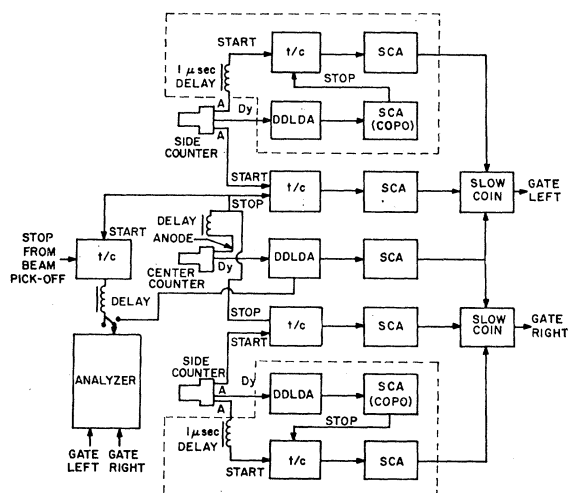 START
t/c
SCA
1 μsec
DELAY
STOP
A
Dy
DDLDA
SCA
(COPO)
A
SIDE
COUNTER
START
t/c
SCA
SLOW
COIN
GATE
LEFT
STOP
START
DELAY
ANODE
STOP
FROM
BEAM
PICK-OFF
t/c
CENTER
COUNTER
Dy
DDLDA
SCA
DELAY
STOP
START
t/c
SCA
SLOW
COIN
GATE
RIGHT
ANALYZER
SIDE
COUNTER
A
Dy
A
DDLDA
SCA
(COPO)
STOP
1 μsec
DELAY
START
t/c
SCA
GATE
LEFT
GATE
RIGHT